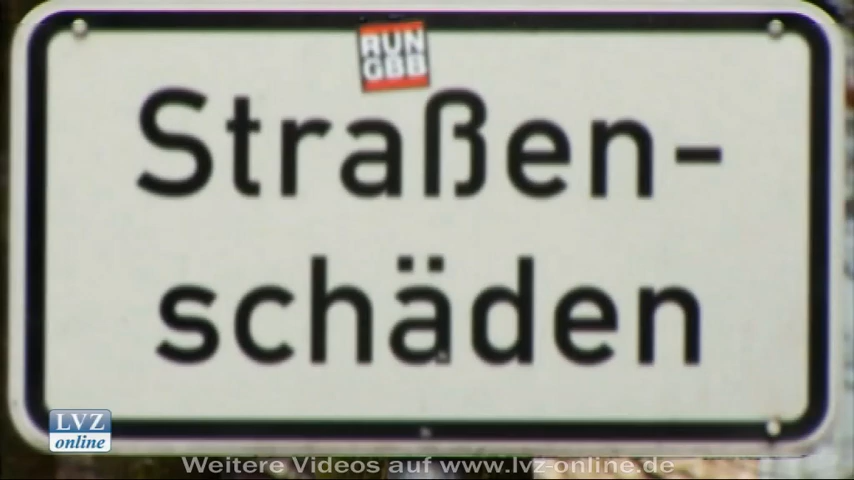 RUN
GBB
Straßen-
schäden
LVZ
online
Weitere Videos auf www.lvz-online.de